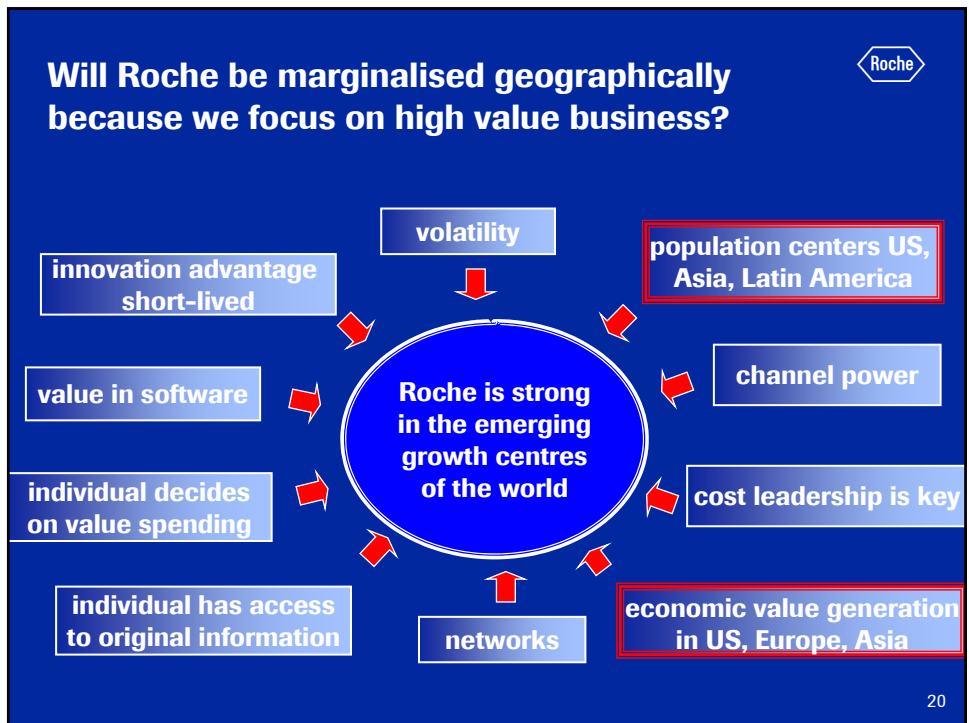 Will Roche be marginalised geographically
because we focus on high value business?
Roche
volatility
population centers US,
Asia, Latin America
innovation advantage
short-lived
channel power
value in software
Roche is strong
in the emerging
growth centres
of the world
individual decides
on value spending
cost leadership is key
individual has access
to original information
networks
economic value generation
in US, Europe, Asia
20